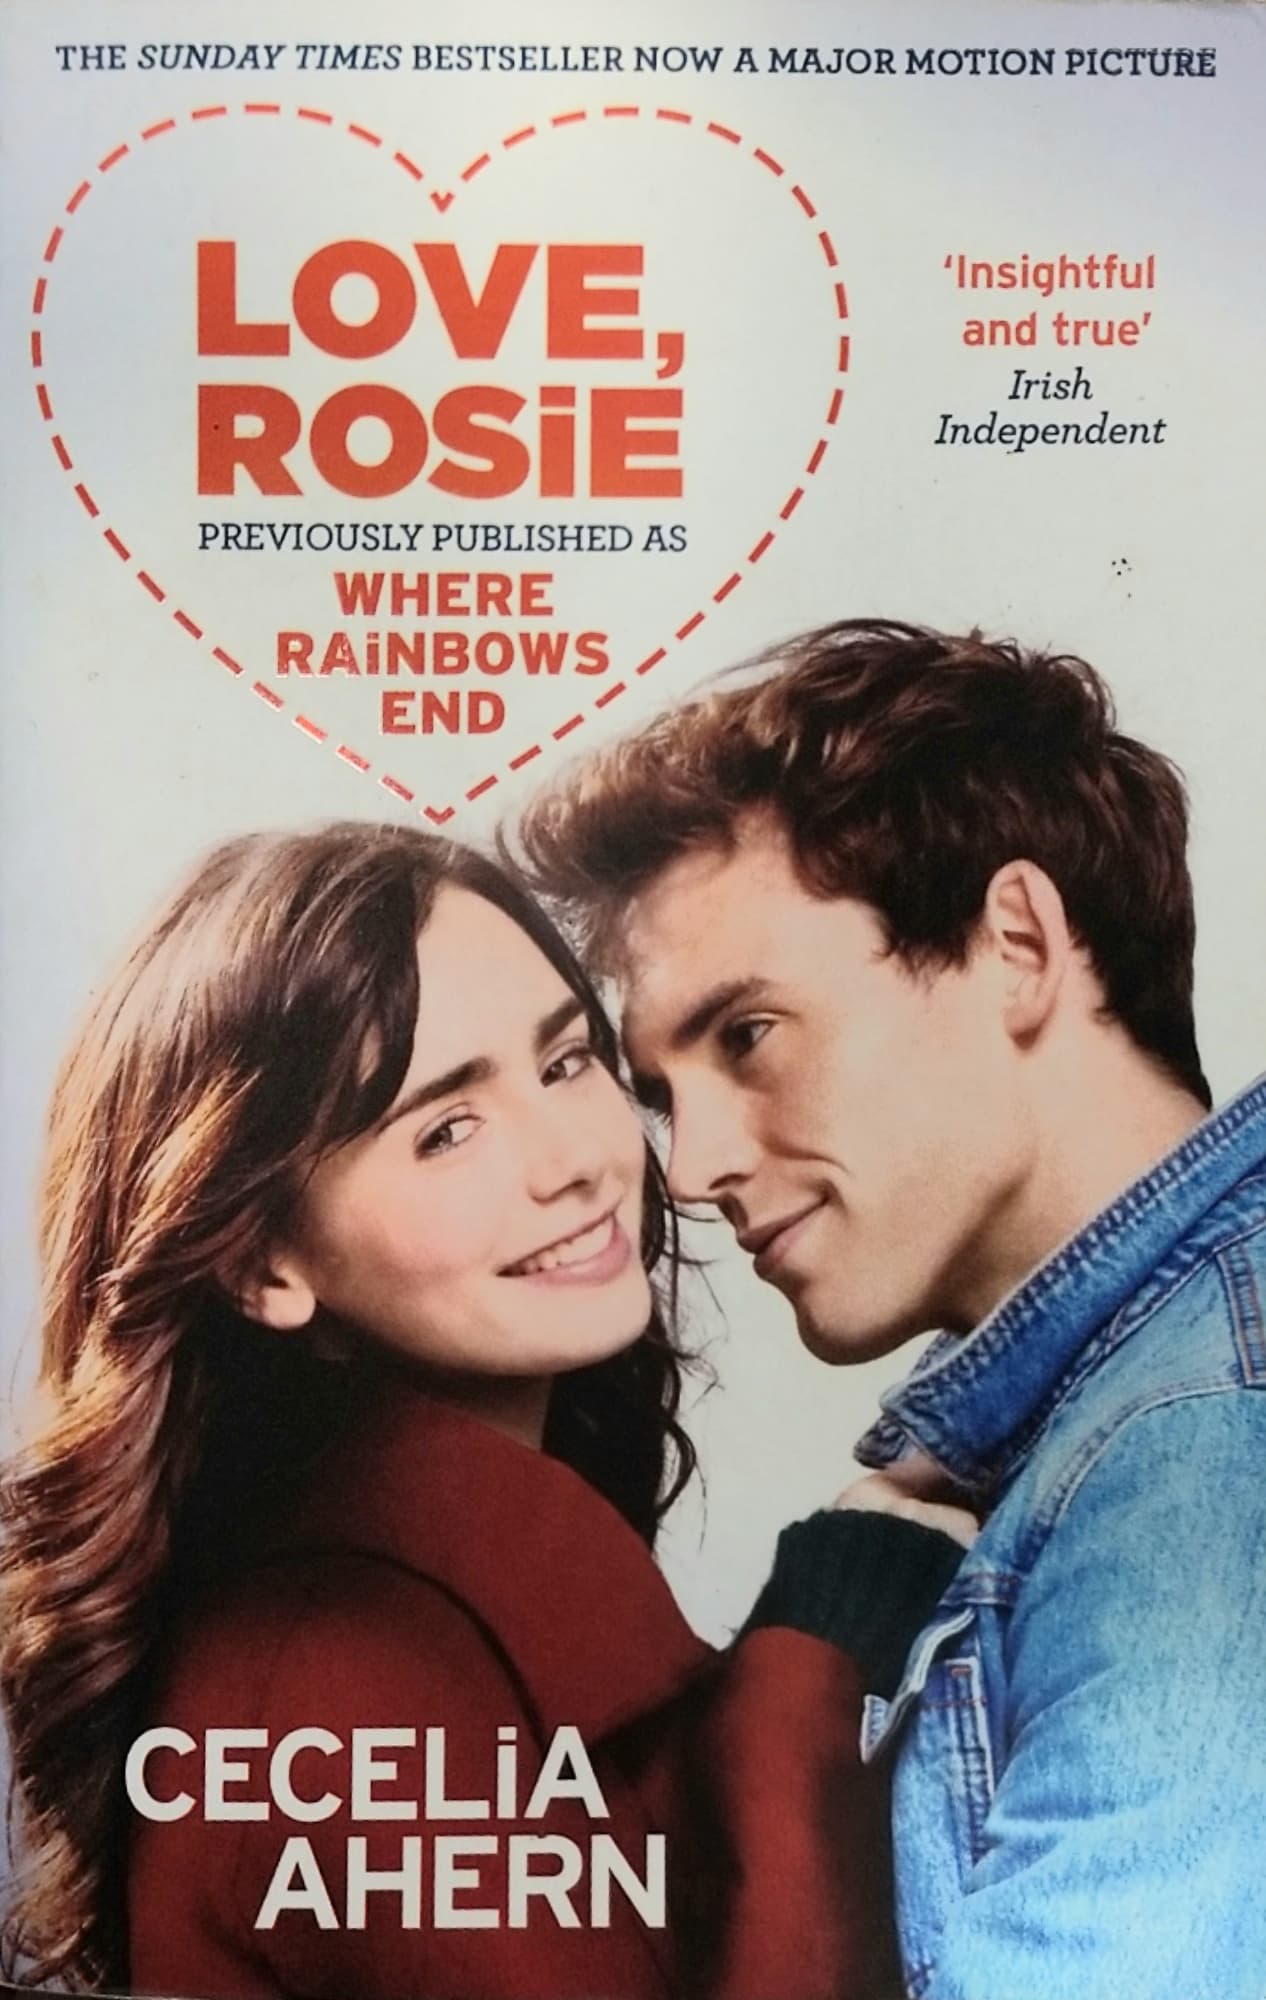 THE SUNDAY TIMES BESTSELLER NOW A MAJOR MOTION PICTURE
LOVE,
ROSiE
PREVIOUSLY PUBLISHED AS
WHERE
RAiNBOWS
END
‘Insightful
and true’
Irish
Independent
CECELiA
AHERN